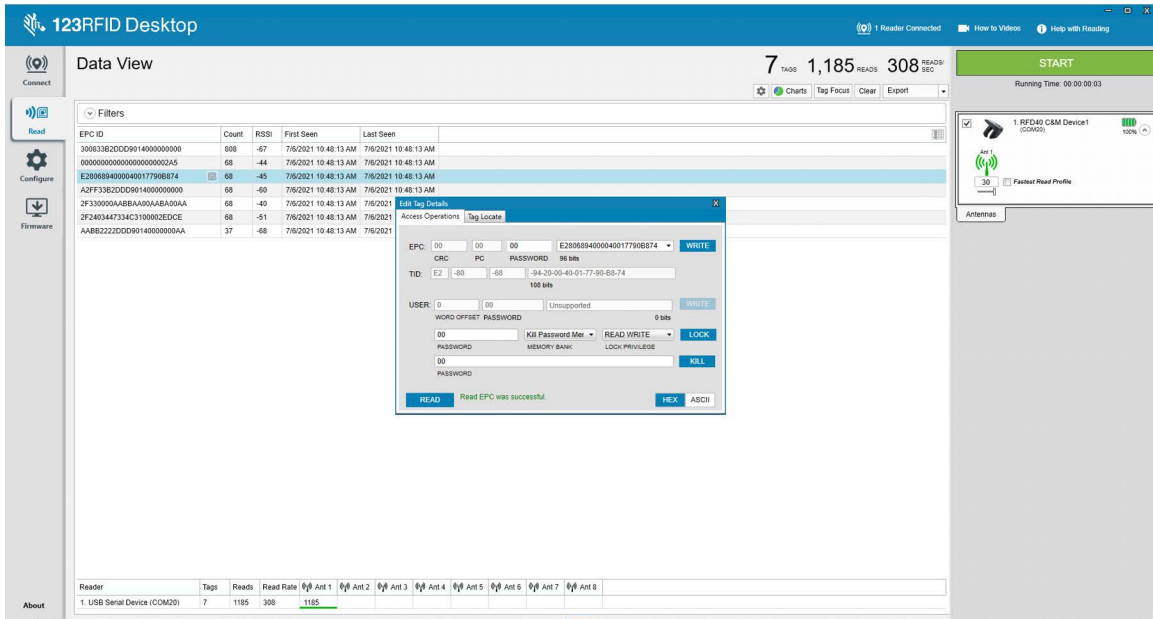 123RFID Desktop
1 Reader Connected How to Videos Help with Reading
Connect
Read
Configure
Firmware
About
Data View
7 TAGS 1,185 READS 308 READS/SEC
Charts Tag Focus Clear Export
Filters
EPC ID Count RSSI First Seen Last Seen
300833B2DDD9014000000000 808 -67 7/6/2021 10:48:13 AM 7/6/2021 10:48:13 AM
68 -44 7/6/2021 10:48:13 AM 7/6/2021 10:48:13 AM
E2806894000040017790B874 68 -45 7/6/2021 10:48:13 AM 7/6/2021 10:48:13 AM
A2FF33B2DDD9014000000000 68 -60 7/6/2021 10:48:13 AM 7/6/2021 10:48:13 AM
2F330000AABBAA00AABA00AA 68 -40 7/6/2021 10:48:13 AM 7/6/2021
2F2403447334C3100002EDCE 68 -51 7/6/2021 10:48:13 AM 7/6/2021
AABB2222DDD90140000000AA 37 -68 7/6/2021 10:48:13 AM 7/6/2021
Edit Tag Details X
Access Operations Tag Locate
EPC: 00 00 00 E2806894000040017790B874 WRITE
CRC PC PASSWORD 96 bits
TID: E2 -80 -68 -94-20-00-40-01-77-90-B8-74
108 bits
USER: 0 00 Unsupported WRITE
WORD OFFSET PASSWORD 0 bits
00 Kill Password Mer READ WRITE LOCK
PASSWORD MEMORY BANK LOCK PRIVILEGE
00 KILL
PASSWORD
READ Read EPC was successful. HEX ASCII
Reader Tags Reads Read Rate Ant 1 Ant 2 Ant 3 Ant 4 Ant 5 Ant 6 Ant 7 Ant 8
1. USB Serial Device (COM20) 7 1185 308 1185
START
Running Time: 00:00:00:03
1. RFD40 C&M Device1
(COM20)
100%
Ant 1
30 Fastest Read Profile
Antennas